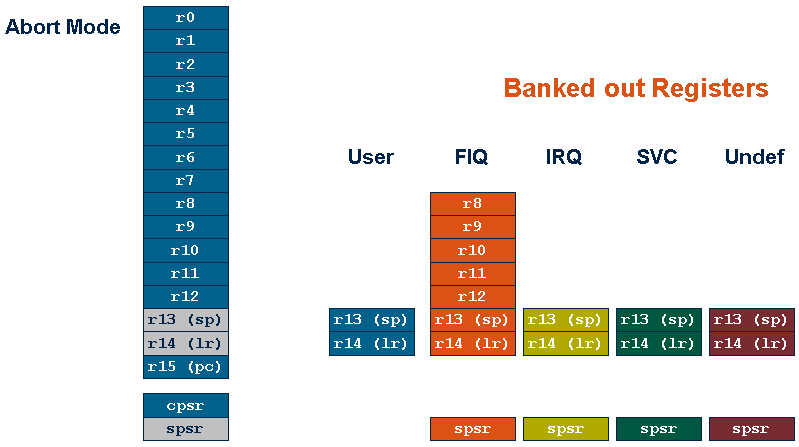 Abort Mode
r0
r1
r2
r3
r4
r5
r6
r7
r8
r9
r10
r11
r12
r13 (sp)
r14 (lr)
r15 (pc)
cpsr
spsr
Banked out Registers
User
r13 (sp)
r14 (lr)
FIQ
r8
r9
r10
r11
r12
r13 (sp)
r14 (lr)
spsr
IRQ
r13 (sp)
r14 (lr)
spsr
SVC
r13 (sp)
r14 (lr)
spsr
Undef
r13 (sp)
r14 (lr)
spsr